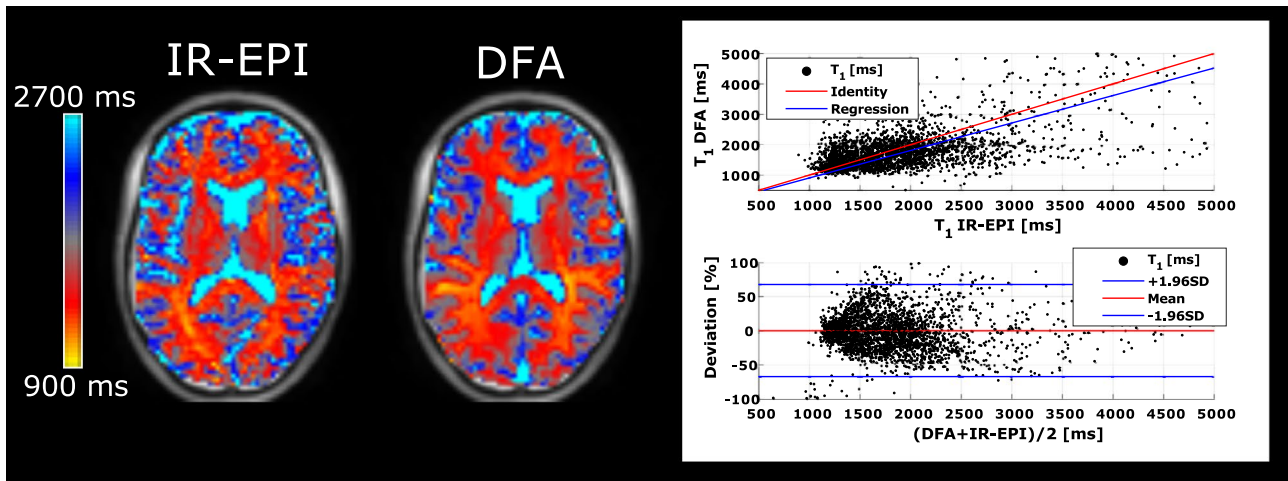 IR-EPI
DFA
2700 ms
900 ms
5000
4000
3000
2000
1000
T1 DFA [ms]
T1 [ms]
Identity
Regression
500 1000 1500 2000 2500 3000 3500 4000 4500 5000
T1 IR-EPI [ms]
100
50
0
-50
-100
Deviation [%]
T1 [ms]
+1.96SD
Mean
-1.96SD
500 1000 1500 2000 2500 3000 3500 4000 4500 5000
(DFA+IR-EPI)/2 [ms]